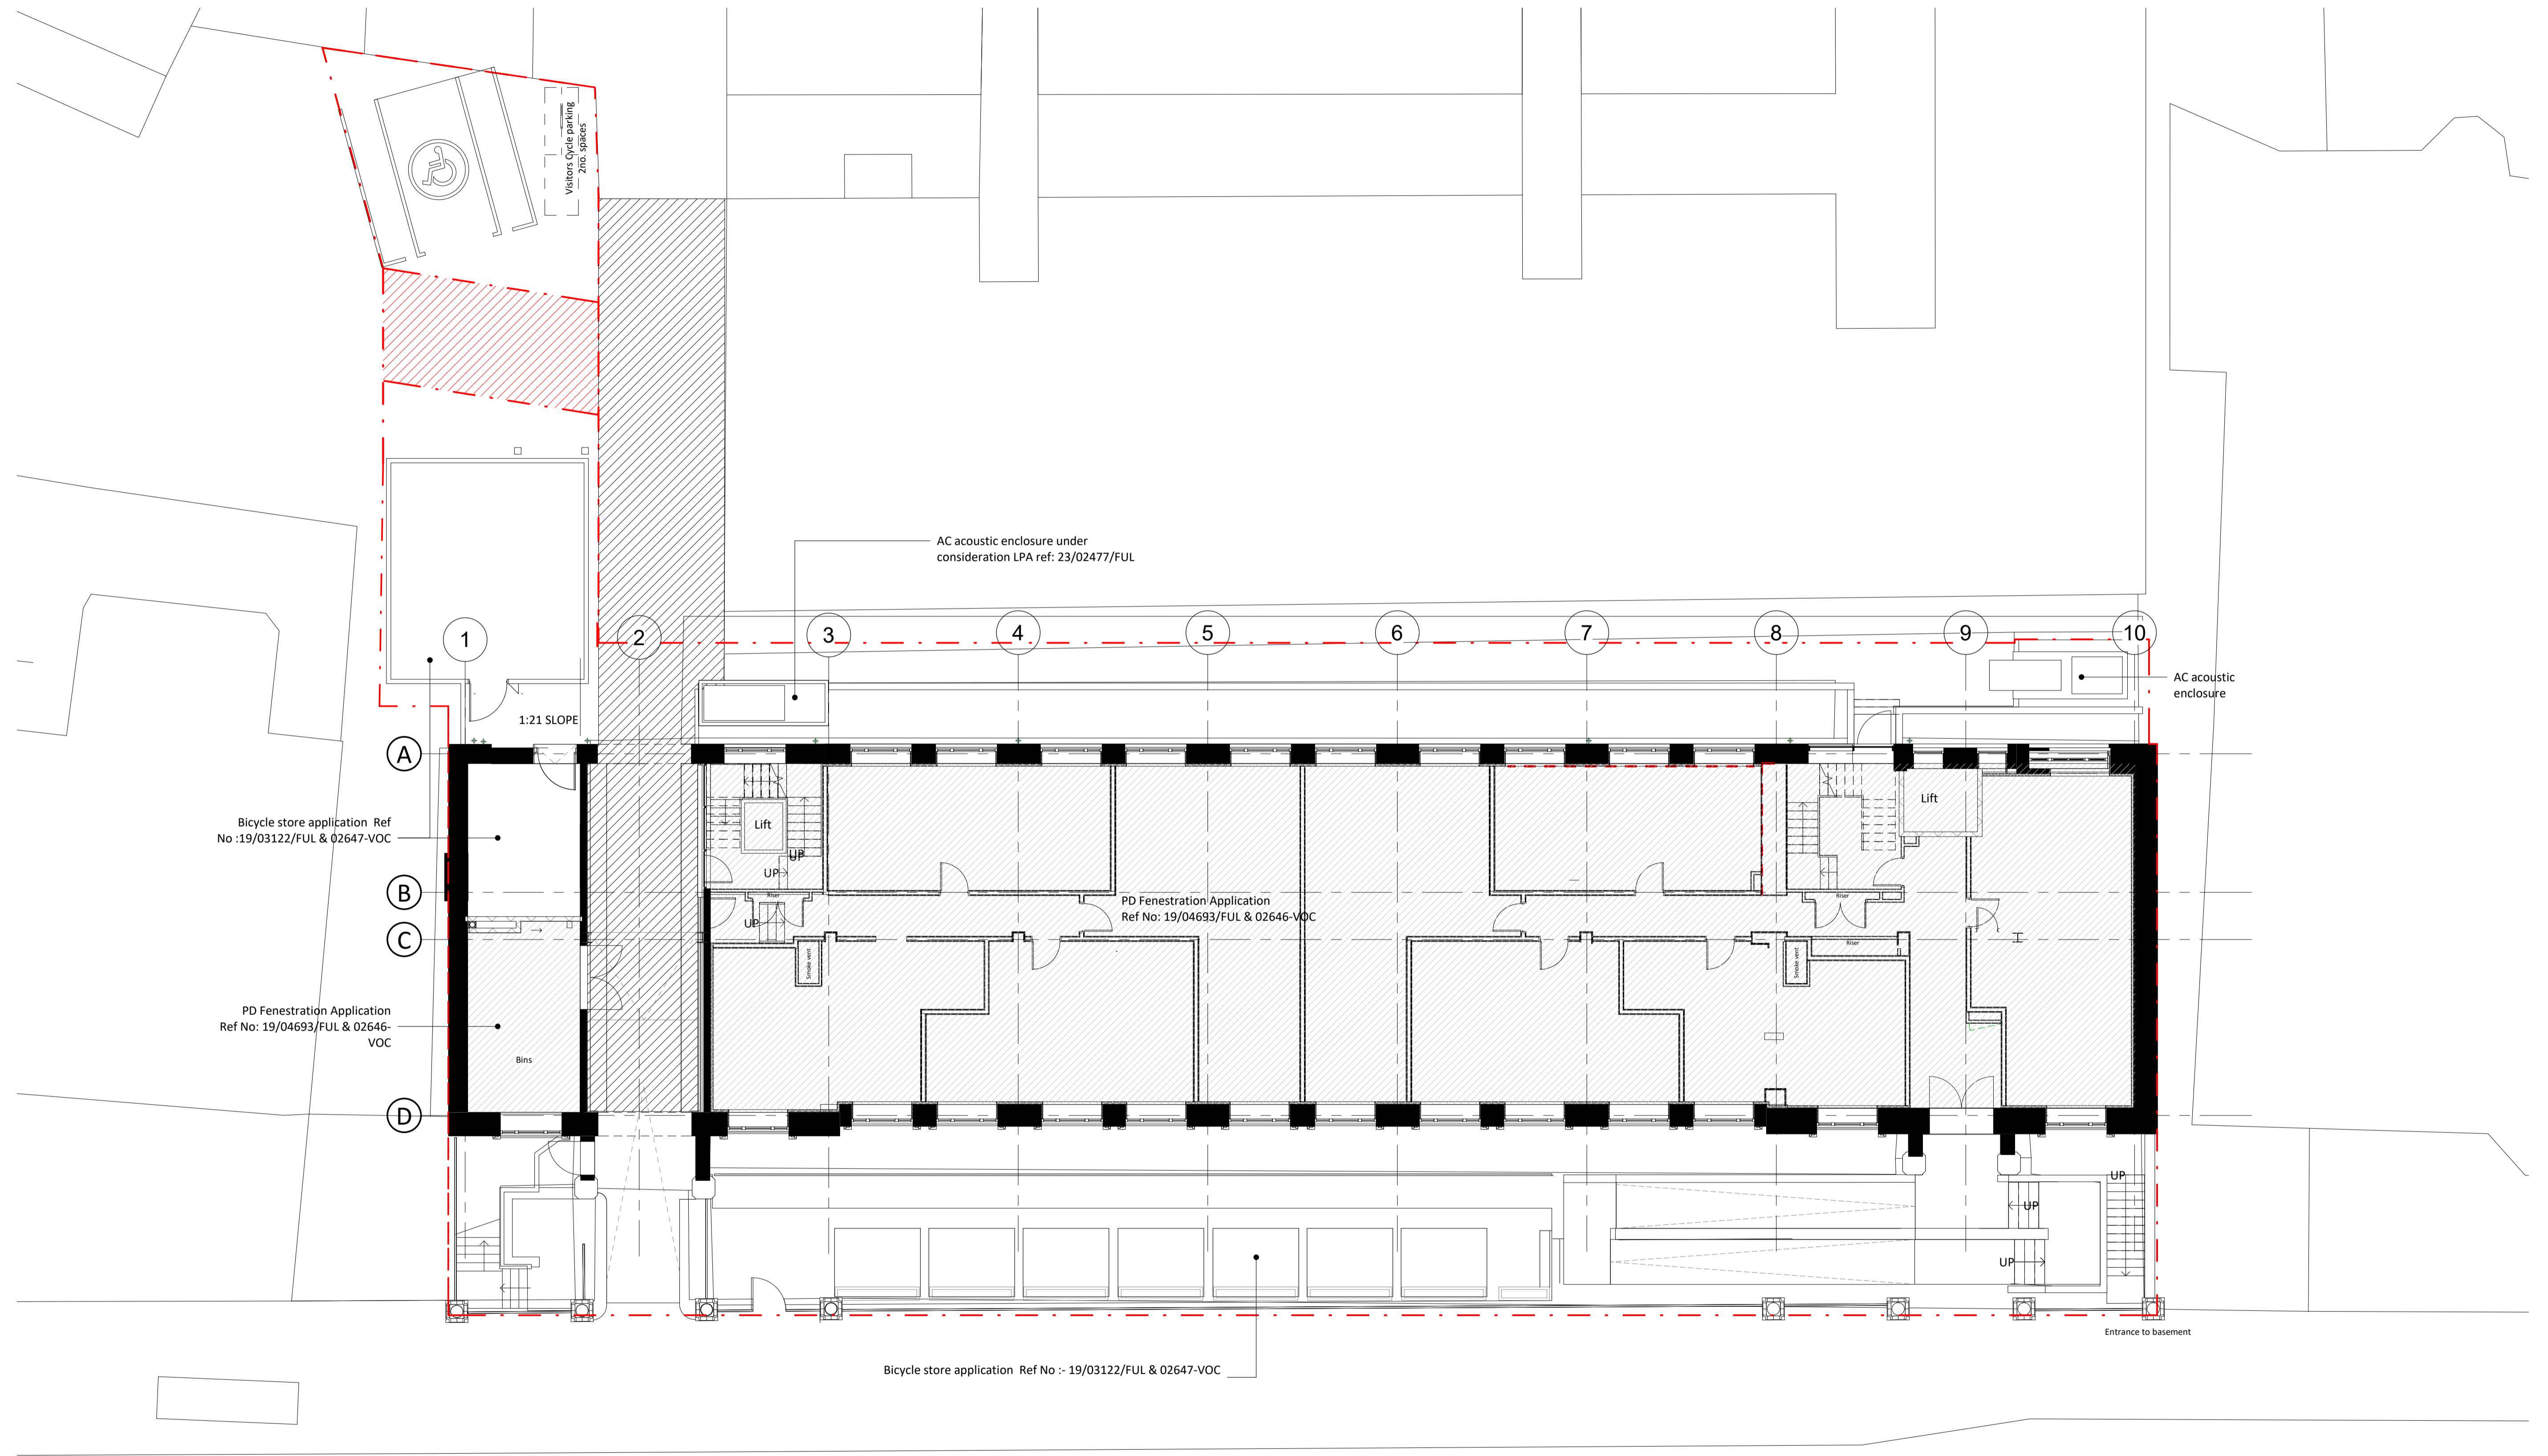 Visitors Cycle parking
2no. spaces
AC acoustic enclosure under
consideration LPA ref: 23/02477/FUL
1
2
3
4
5
6
7
8
9
10
AC acoustic
enclosure
1:21 SLOPE
A
B
C
D
Bicycle store application Ref
No :19/03122/FUL & 02647-VOC
PD Fenestration Application
Ref No: 19/04693/FUL & 02646-
VOC
Bins
Lift
UP
UP
UP
Riser
Smoke vent
PD Fenestration Application
Ref No: 19/04693/FUL & 02646-VOC
Lift
Riser
Riser
Smoke vent
UP
UP
UP
Entrance to basement
Bicycle store application Ref No :- 19/03122/FUL & 02647-VOC